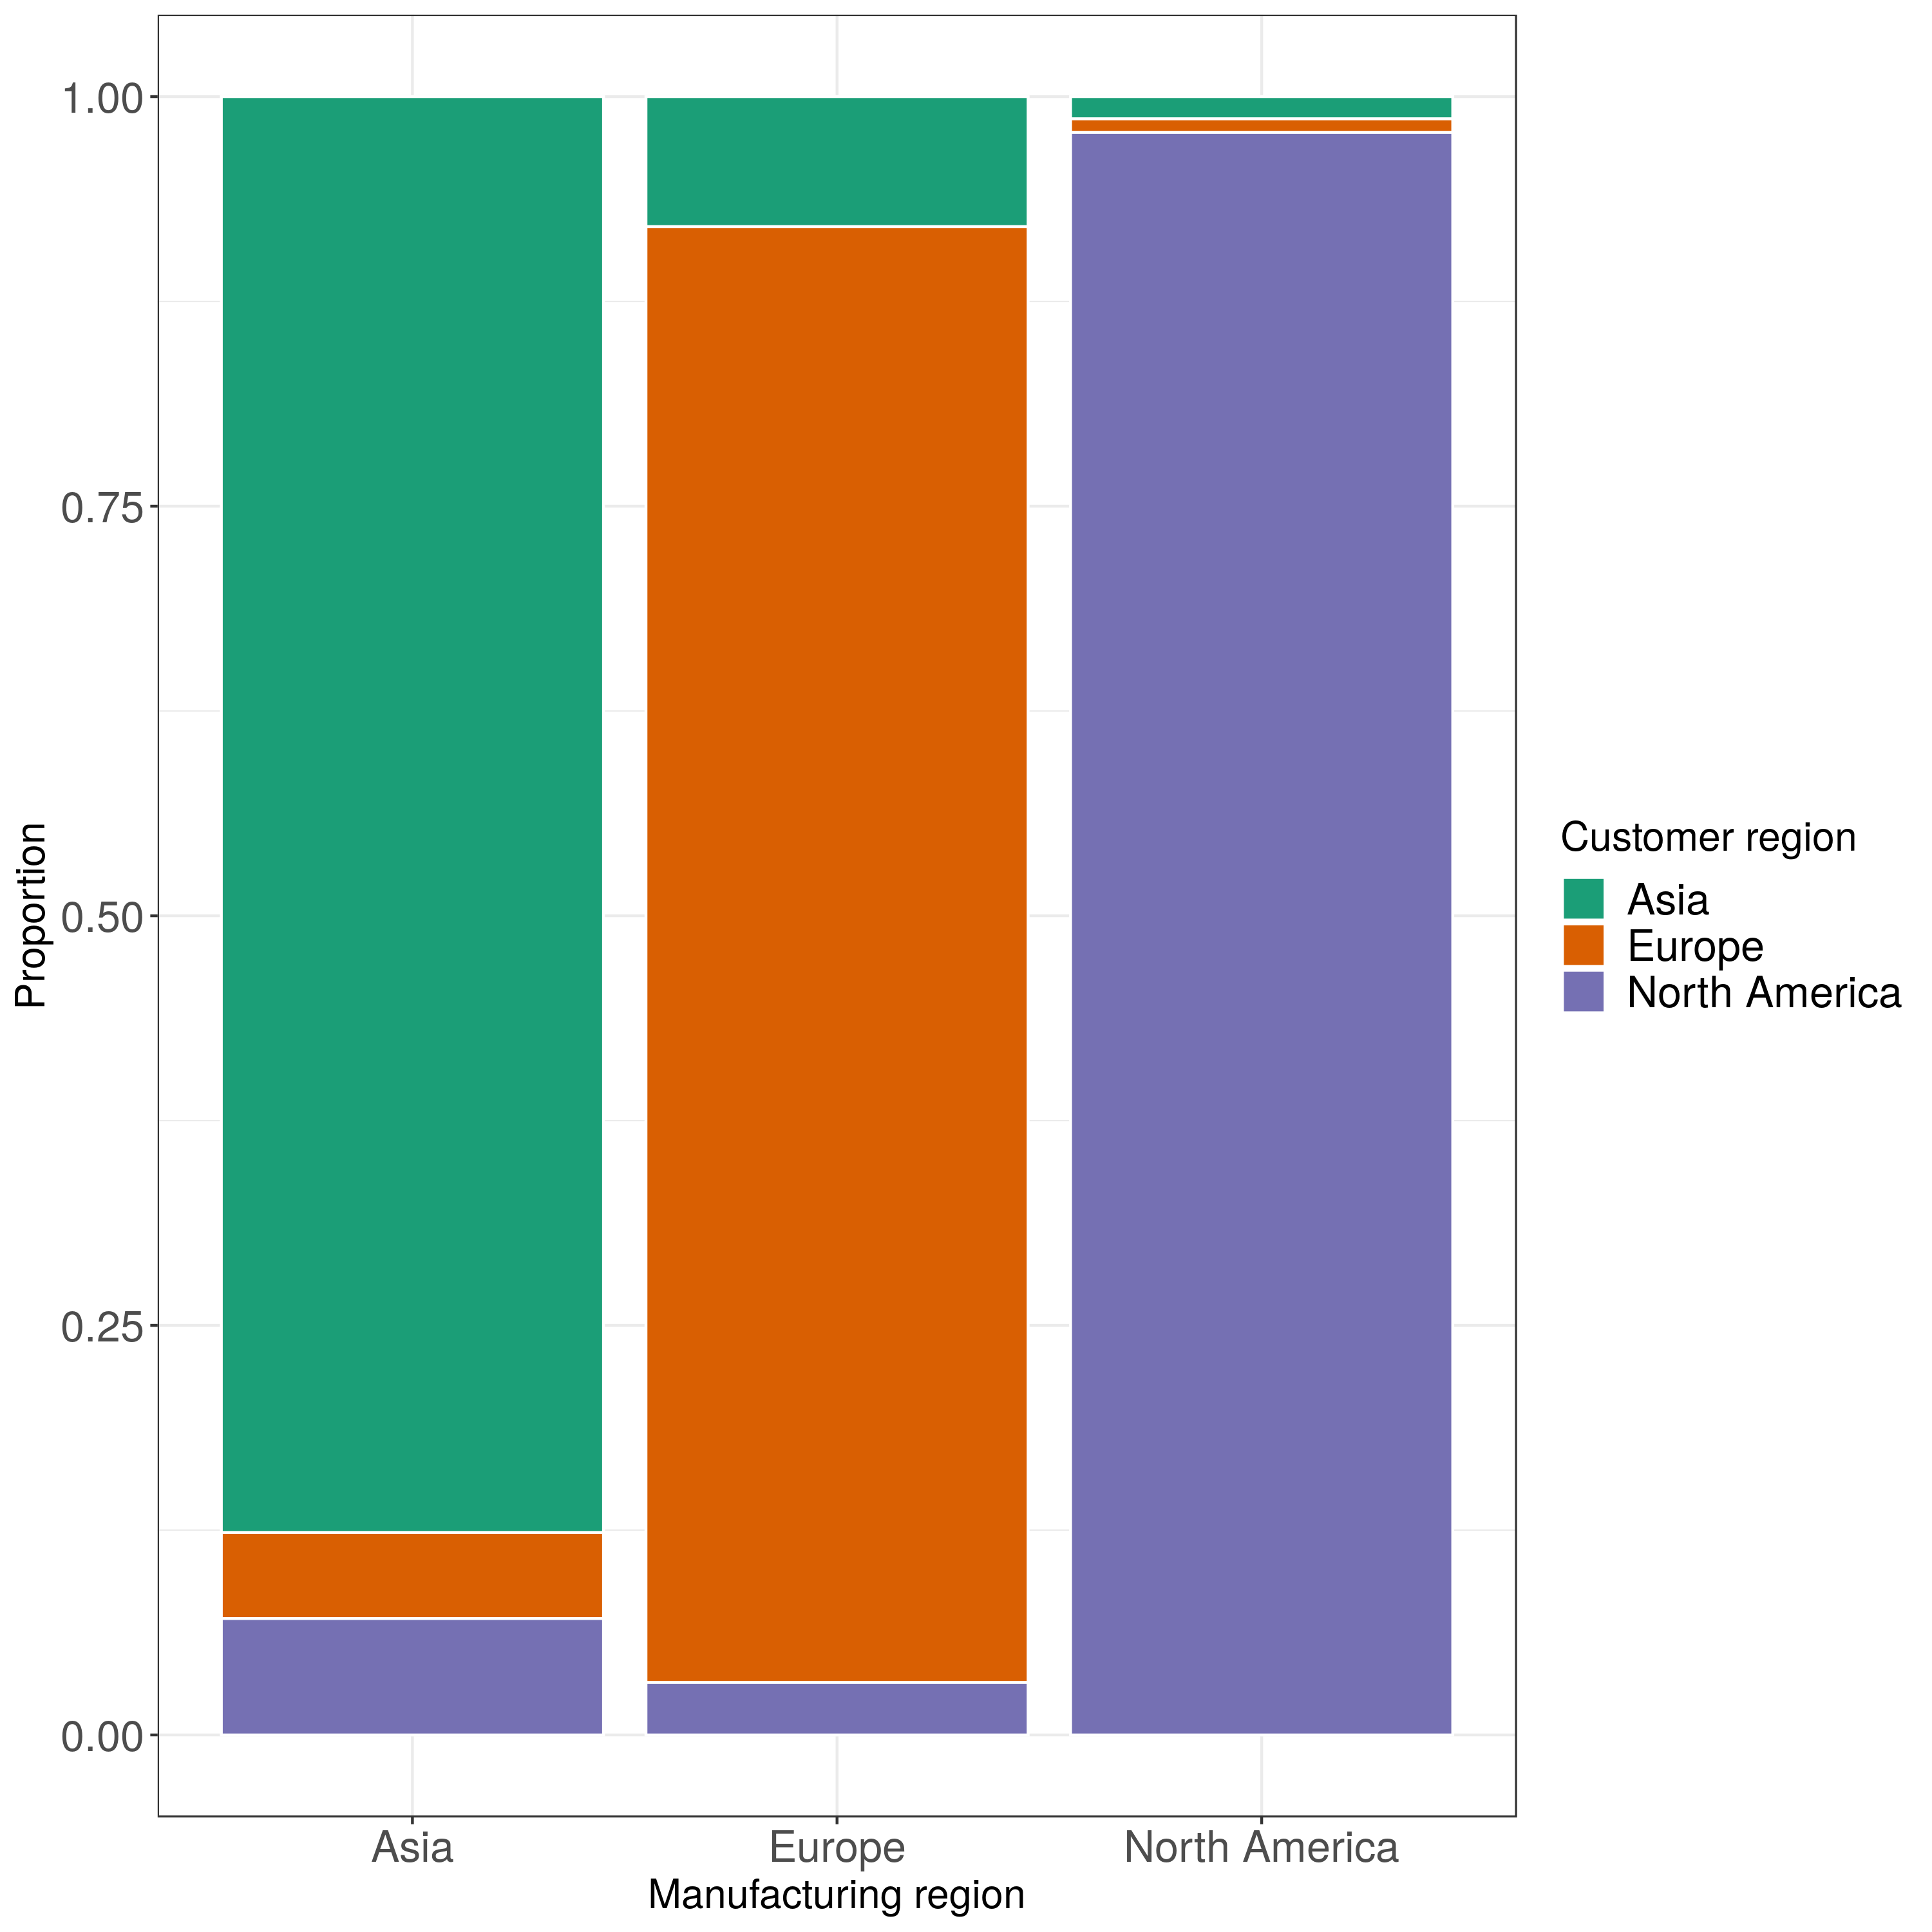 Proportion
1.00
0.75
0.50
0.25
0.00
Asia Europe North America
Manufacturing region
Customer region
Asia
Europe
North America